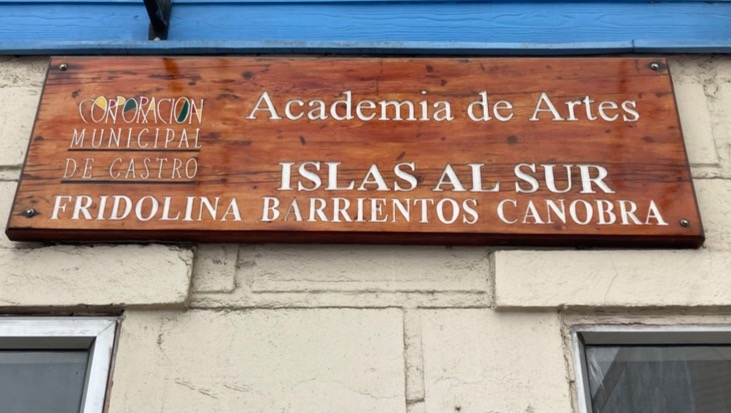 CORPORACION
MUNICIPAL
DE CASTRO
Academia de Artes
ISLAS AL SUR
FRIDOLINA BARRIENTOS CANOBRA